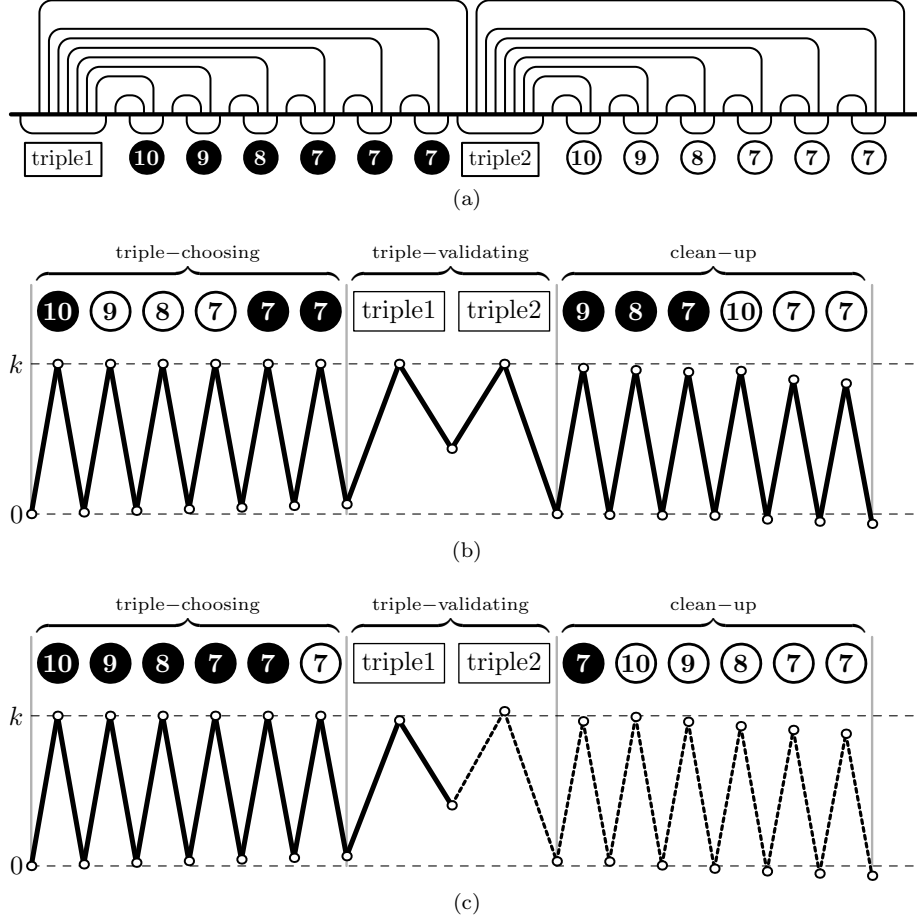 triple1 10 9 8 7 7 7 triple2 10 9 8 7 7 7
(a)
triple−choosing triple−validating clean−up
10 9 8 7 7 7 triple1 triple2 9 8 7 10 7 7
k
0
(b)
triple−choosing triple−validating clean−up
10 9 8 7 7 7 triple1 triple2 7 10 9 8 7 7
k
0
(c)